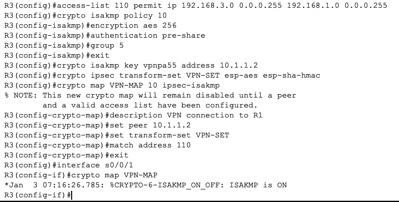 R3(config)#access-list 110 permit ip 192.168.3.0 0.0.0.255 192.168.1.0 0.0.0.255
R3(config)#crypto isakmp policy 10
R3(config-isakmp)#encryption aes 256
R3(config-isakmp)#authentication pre-share
R3(config-isakmp)#group 5
R3(config-isakmp)#exit
R3(config)#crypto isakmp key vpnpa55 address 10.1.1.2
R3(config)#crypto ipsec transform-set VPN-SET esp-aes esp-sha-hmac
R3(config)#crypto map VPN-MAP 10 ipsec-isakmp
% NOTE: This new crypto map will remain disabled until a peer
and a valid access list have been configured.
R3(config-crypto-map)#description VPN connection to R1
R3(config-crypto-map)#set peer 10.1.1.2
R3(config-crypto-map)#set transform-set VPN-SET
R3(config-crypto-map)#match address 110
R3(config-crypto-map)#exit
R3(config)#interface s0/0/1
R3(config-if)#crypto map VPN-MAP
*Jan  3 07:16:26.785: %CRYPTO-6-ISAKMP_ON_OFF: ISAKMP is ON
R3(config-if)#